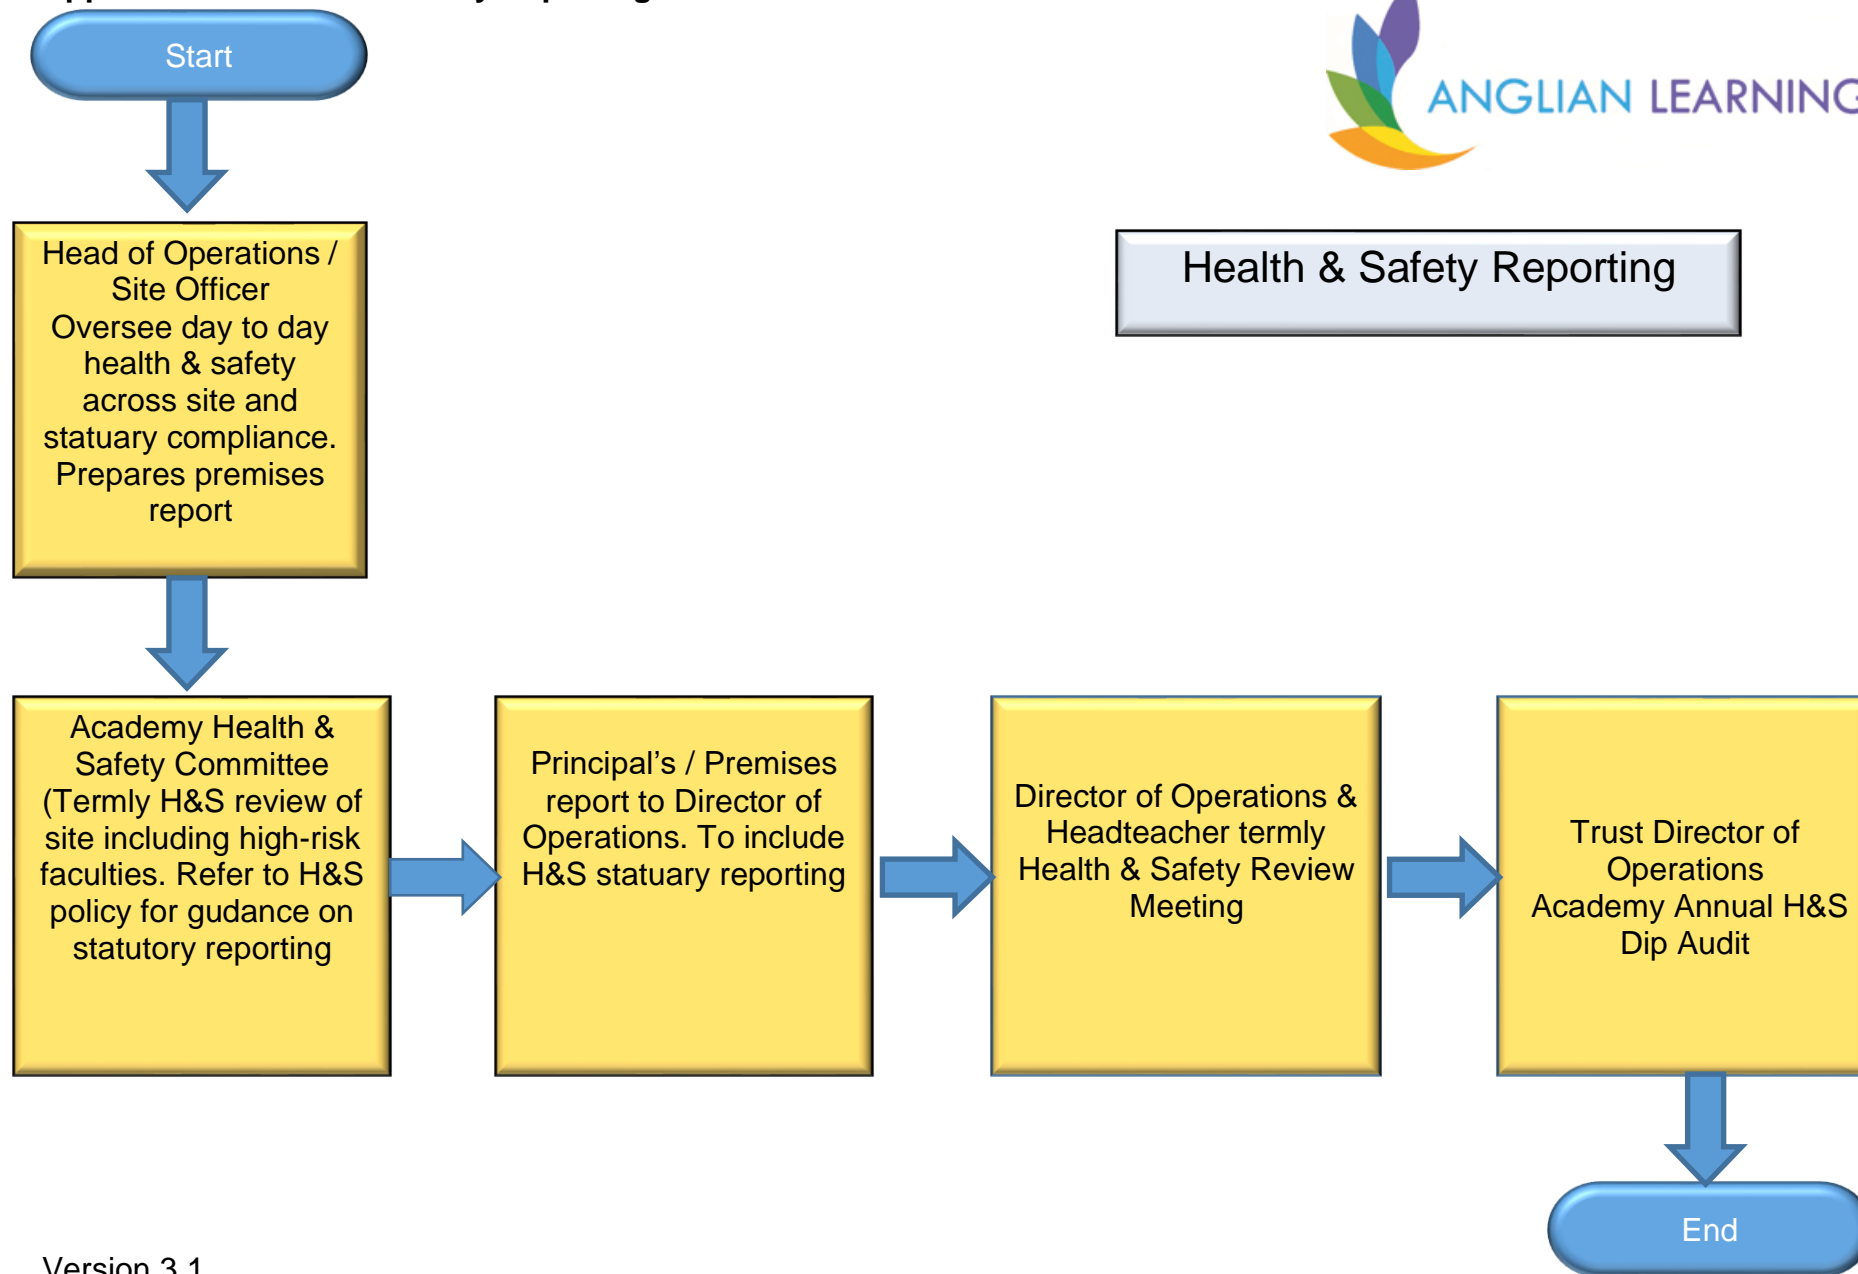 Start
ANGLIAN LEARNING
Head of Operations /
Site Officer
Oversee day to day
health & safety
across site and
statuary compliance.
Prepares premises
report
Health & Safety Reporting
Academy Health &
Safety Committee
(Termly H&S review of
site including high-risk
faculties. Refer to H&S
policy for gudance on
statutory reporting
Principal’s / Premises
report to Director of
Operations. To include
H&S statuary reporting
Director of Operations &
Headteacher termly
Health & Safety Review
Meeting
Trust Director of
Operations
Academy Annual H&S
Dip Audit
End
Version 3.1